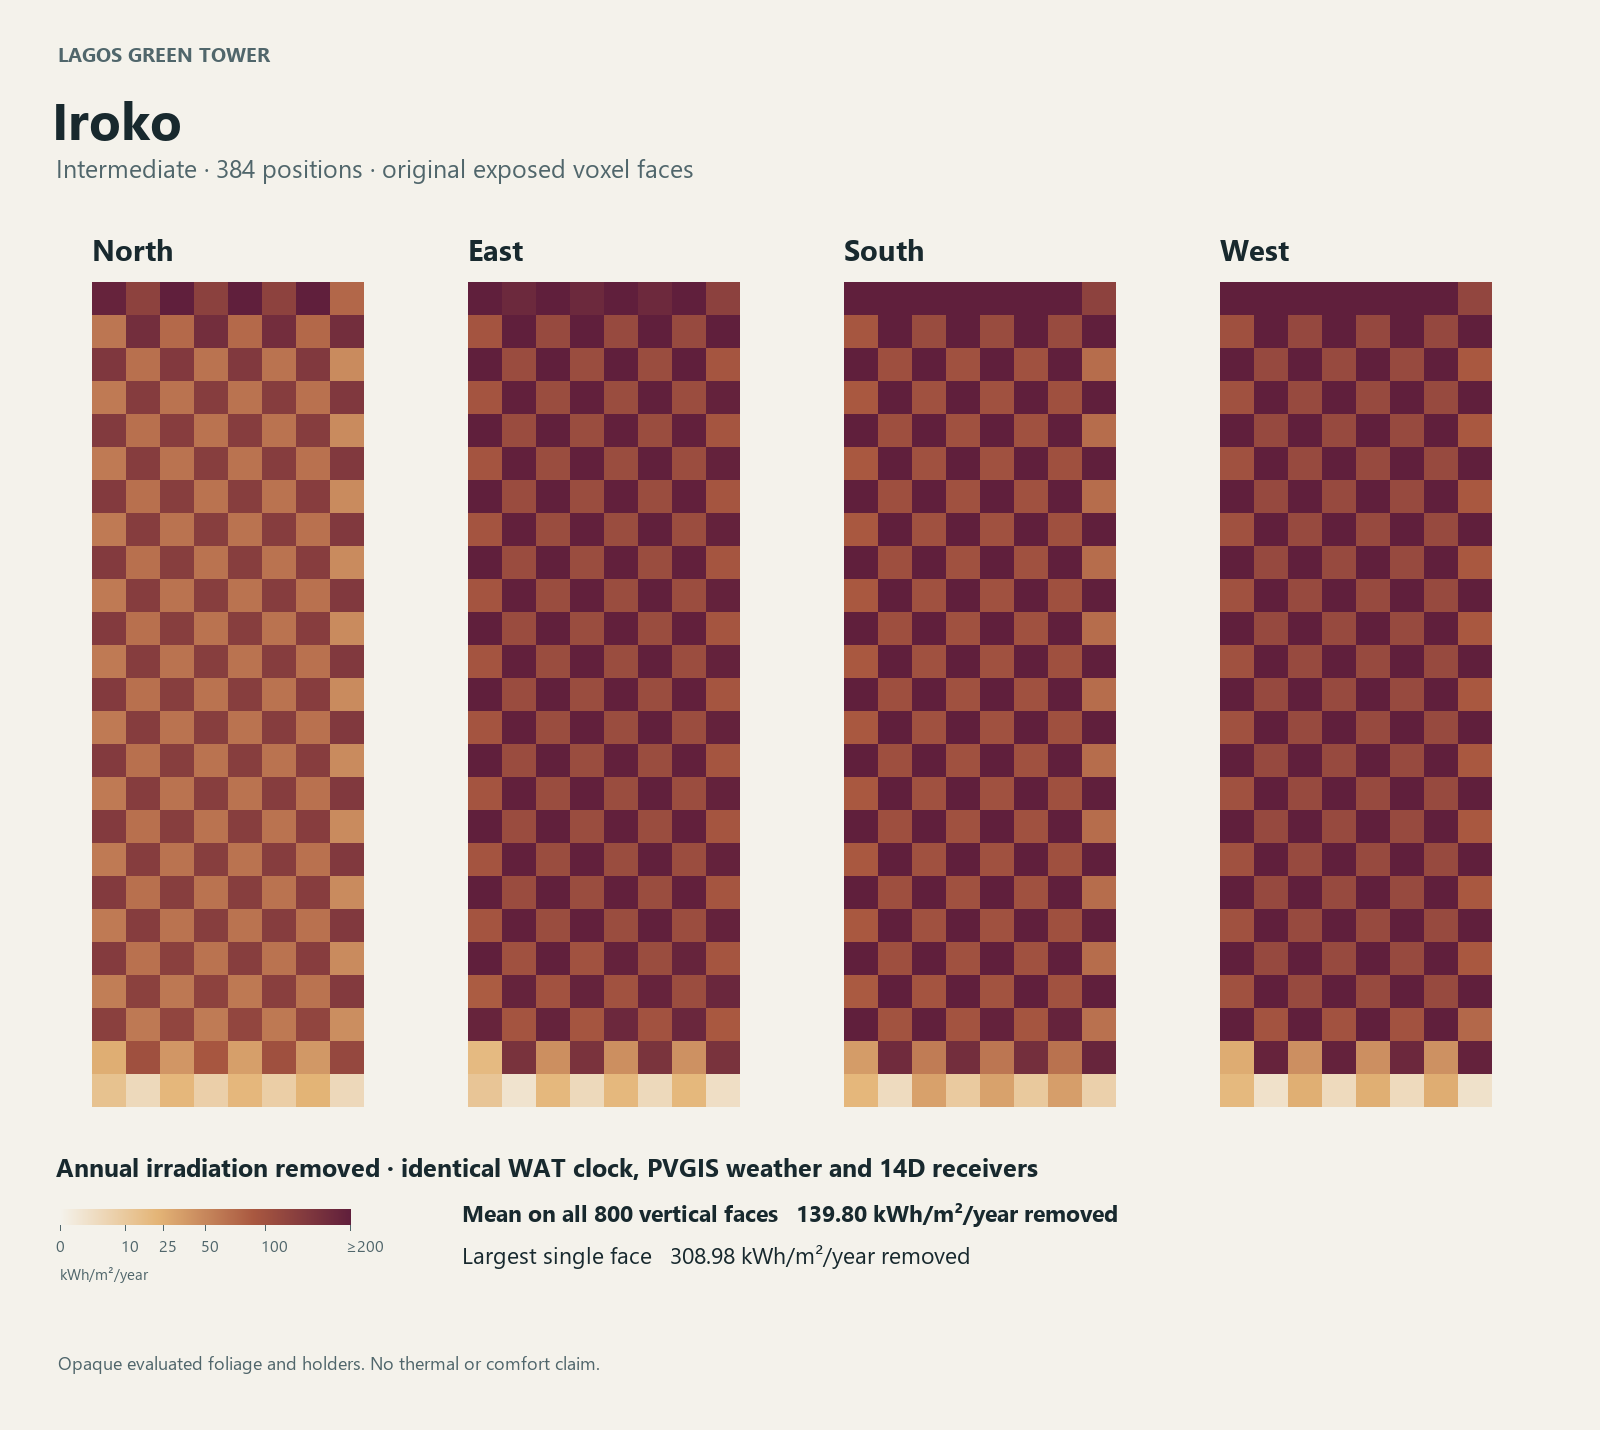 LAGOS GREEN TOWER
Iroko
Intermediate · 384 positions · original exposed voxel faces
North East South West
Annual irradiation removed · identical WAT clock, PVGIS weather and 14D receivers
Mean on all 800 vertical faces 139.80 kWh/m²/year removed
0 10 25 50 100 ≥200
Largest single face 308.98 kWh/m²/year removed
kWh/m²/year
Opaque evaluated foliage and holders. No thermal or comfort claim.